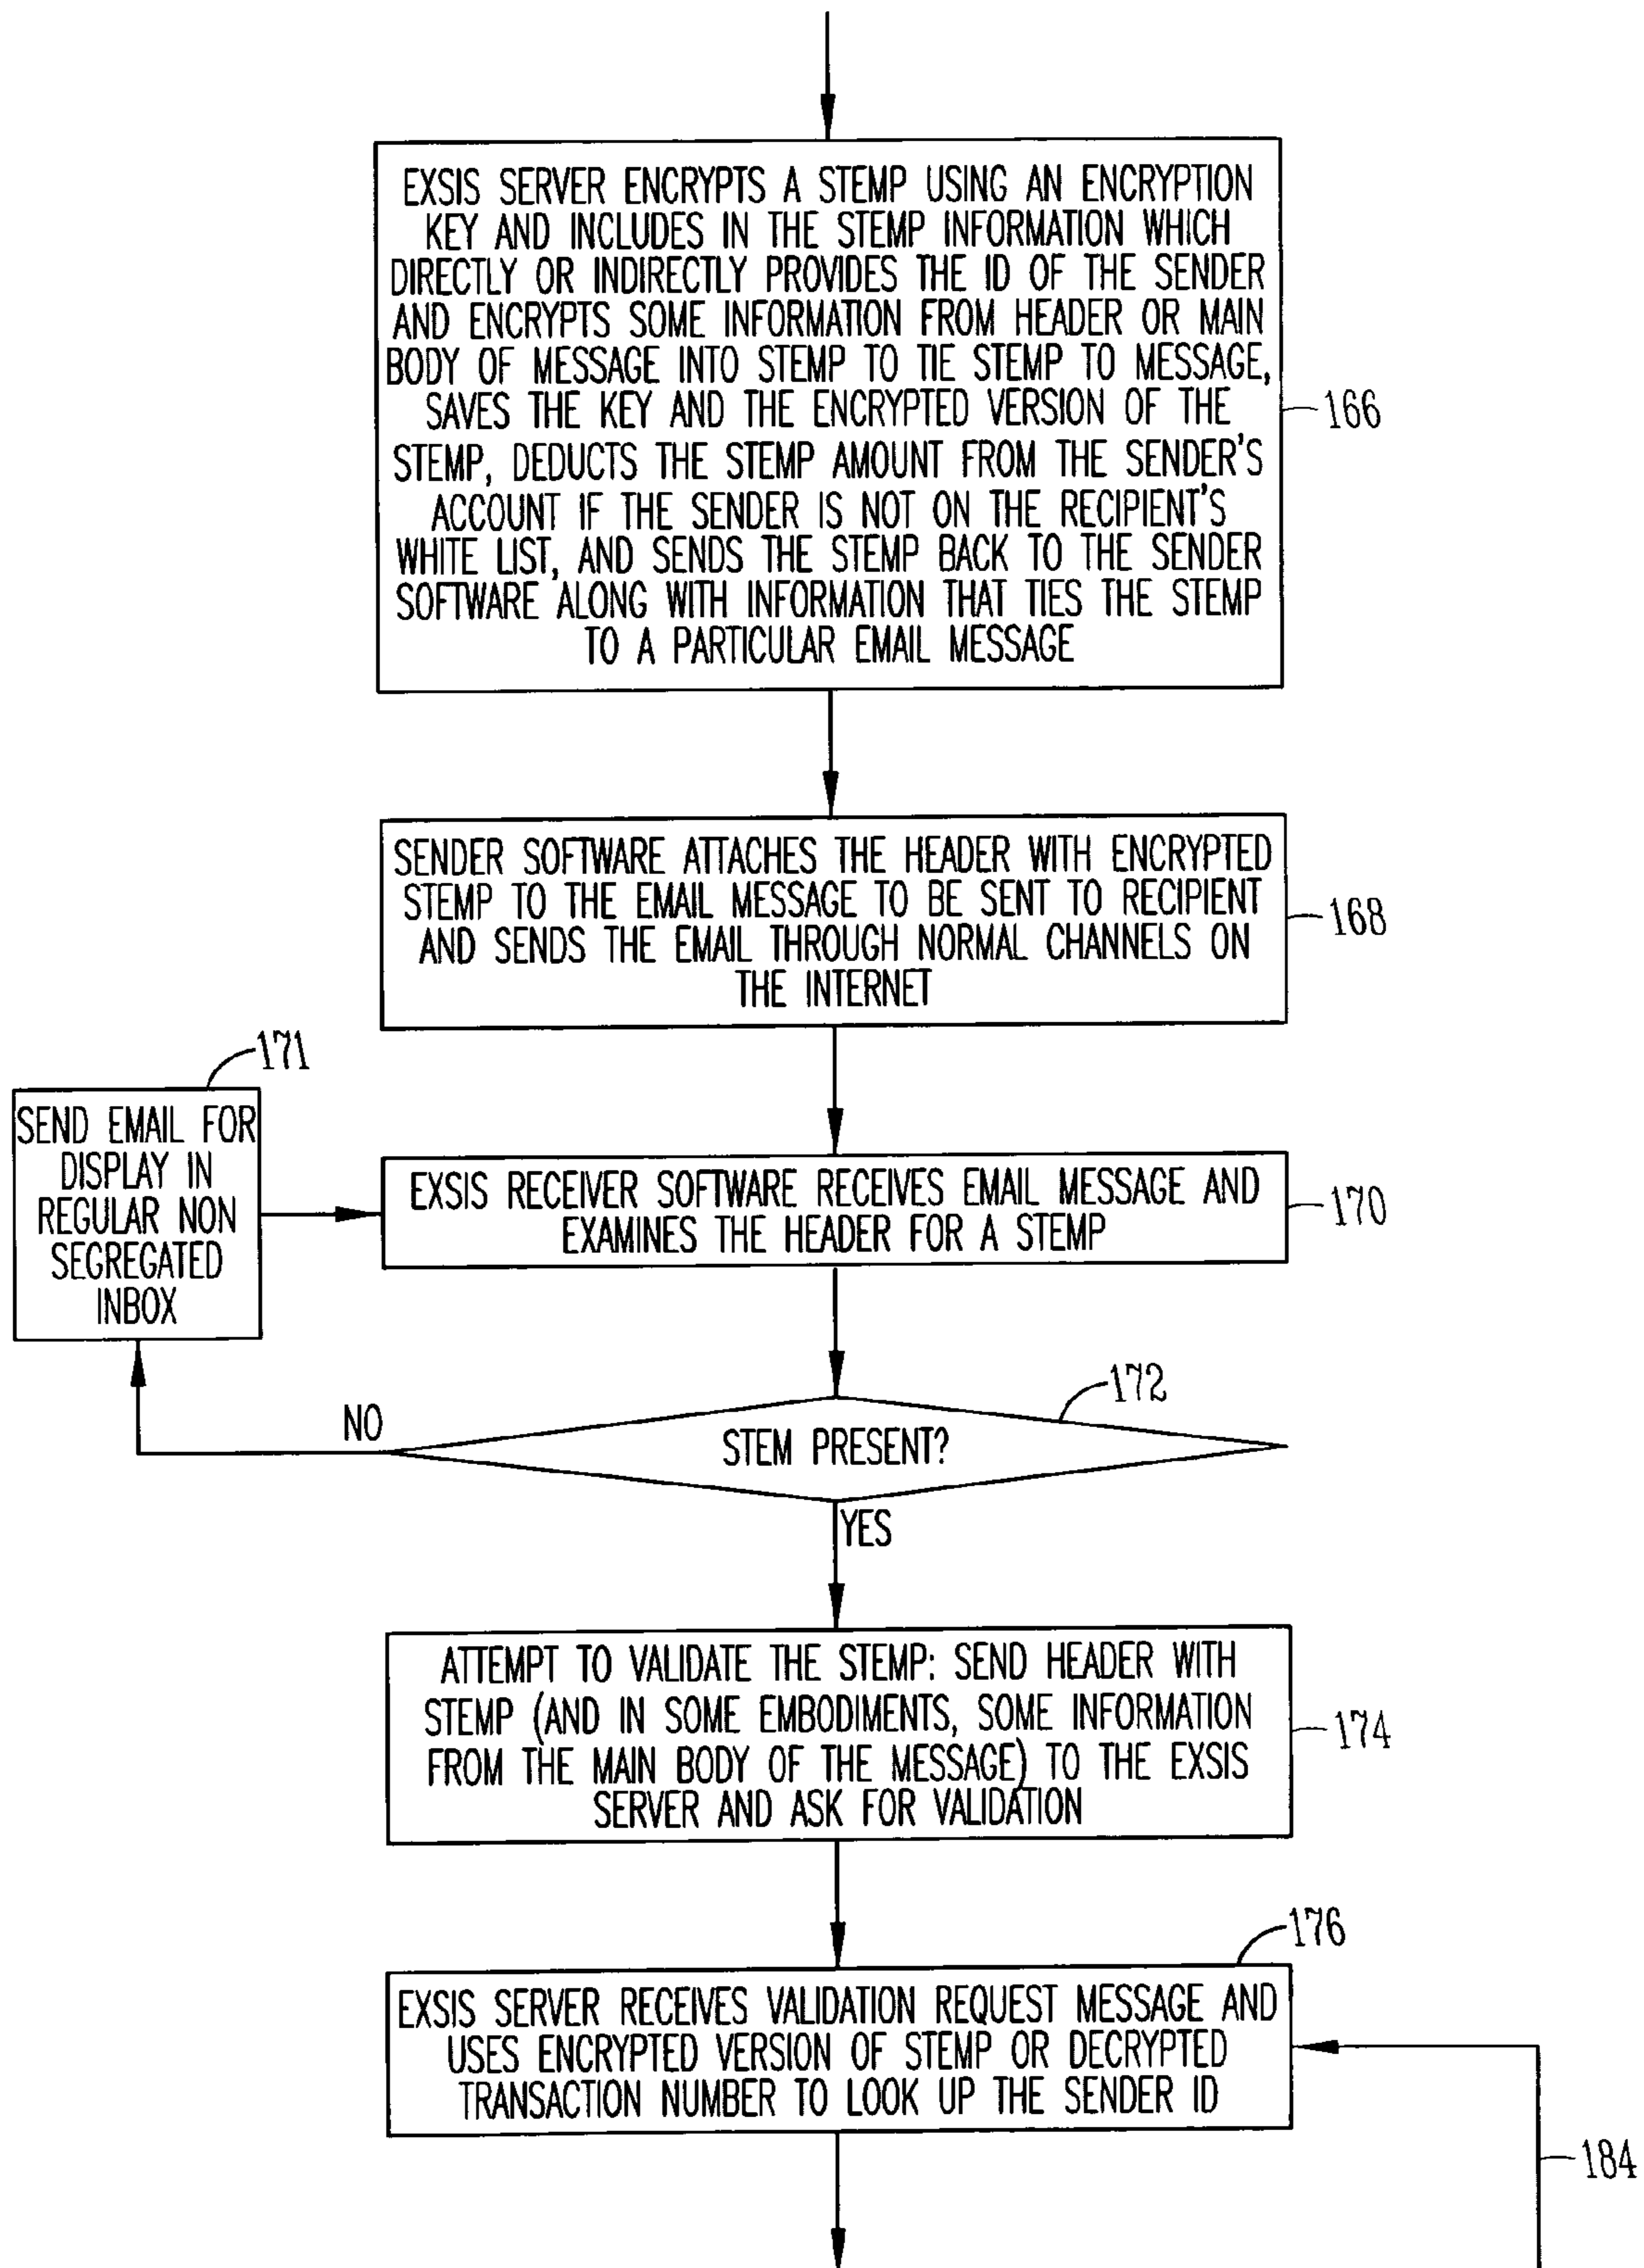 EXSIS SERVER ENCRYPTS A STEMP USING AN ENCRYPTION
KEY AND INCLUDES IN THE STEMP INFORMATION WHICH
DIRECTLY OR INDIRECTLY PROVIDES THE ID OF THE SENDER
AND ENCRYPTS SOME INFORMATION FROM HEADER OR MAIN
BODY OF MESSAGE INTO STEMP TO TIE STEMP TO MESSAGE,
SAVES THE KEY AND THE ENCRYPTED VERSION OF THE
STEMP, DEDUCTS THE STEMP AMOUNT FROM THE SENDER'S
ACCOUNT IF THE SENDER IS NOT ON THE RECIPIENT'S
WHITE LIST, AND SENDS THE STEMP BACK TO THE SENDER
SOFTWARE ALONG WITH INFORMATION THAT TIES THE STEMP
TO A PARTICULAR EMAIL MESSAGE
166
SENDER SOFTWARE ATTACHES THE HEADER WITH ENCRYPTED
STEMP TO THE EMAIL MESSAGE TO BE SENT TO RECIPIENT
AND SENDS THE EMAIL THROUGH NORMAL CHANNELS ON
THE INTERNET
168
171
SEND EMAIL FOR
DISPLAY IN
REGULAR NON
SEGREGATED
INBOX
EXSIS RECEIVER SOFTWARE RECEIVES EMAIL MESSAGE AND
EXAMINES THE HEADER FOR A STEMP
170
172
NO
STEM PRESENT?
YES
ATTEMPT TO VALIDATE THE STEMP: SEND HEADER WITH
STEMP (AND IN SOME EMBODIMENTS, SOME INFORMATION
FROM THE MAIN BODY OF THE MESSAGE) TO THE EXSIS
SERVER AND ASK FOR VALIDATION
174
176
EXSIS SERVER RECEIVES VALIDATION REQUEST MESSAGE AND
USES ENCRYPTED VERSION OF STEMP OR DECRYPTED
TRANSACTION NUMBER TO LOOK UP THE SENDER ID
184